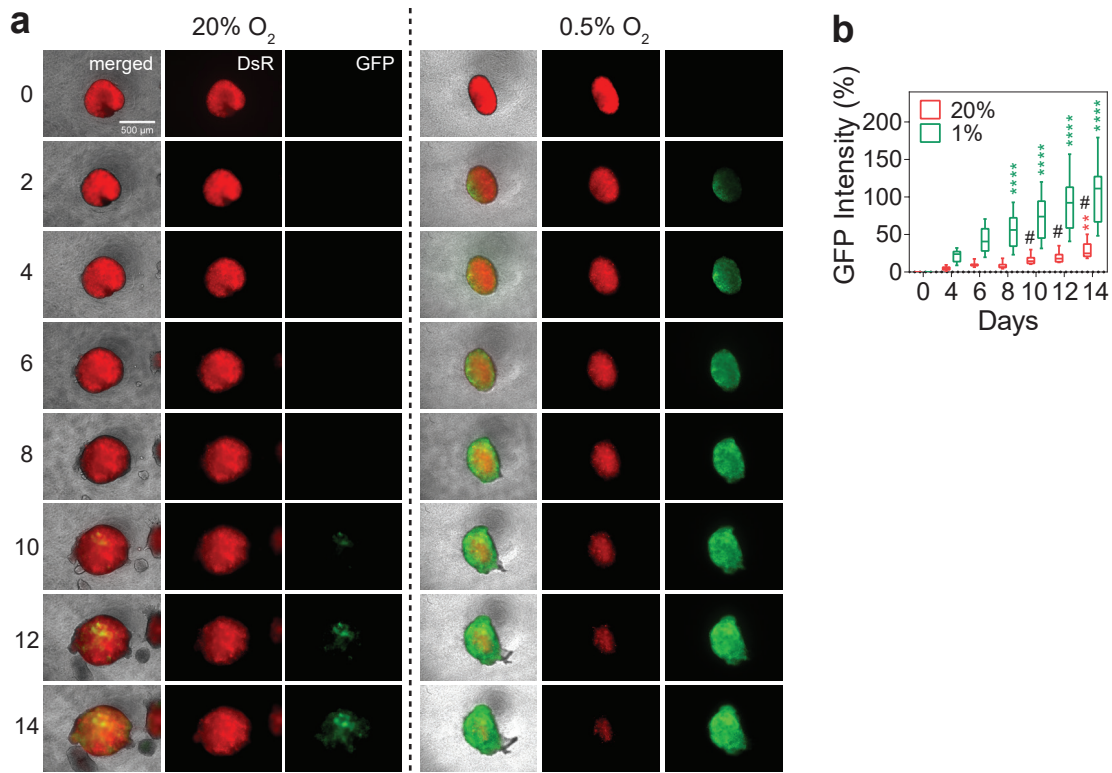 a
20% O₂
0.5% O₂
merged
DsR
GFP
500 µm
0
2
4
6
8
10
12
14
b
GFP Intensity (%)
200
150
100
50
0
20%
1%
****
****
****
****
#
#
#
**
0 4 6 8 10 12 14
Days